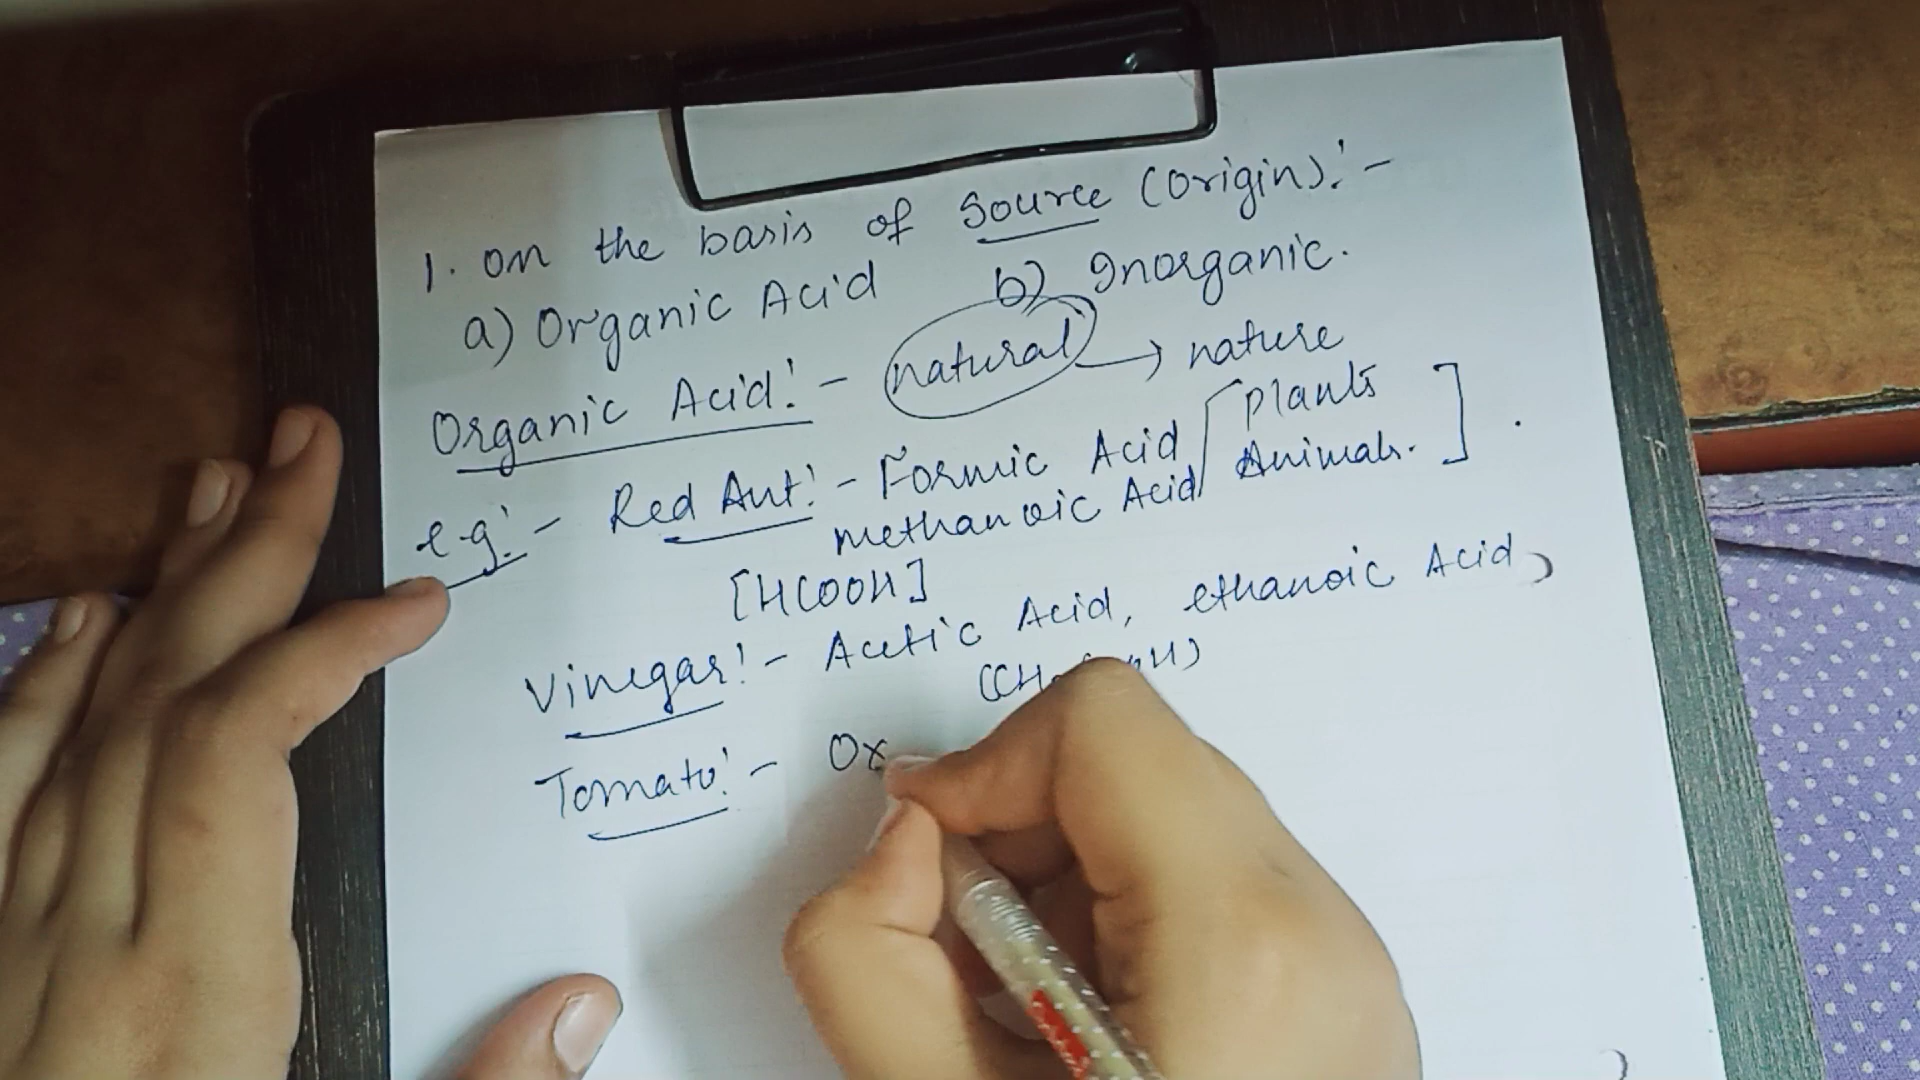 1. on the basis of source (origin):-
a) Organic Acid b) Inorganic.
Organic Acid:- natural → nature
e.g:- Red Ant:- Formic Acid [plants
methanoic Acid Animals.]
[HCOOH]
Vinegar:- Acetic Acid, ethanoic Acid,
(CH
Tomato:- Ox